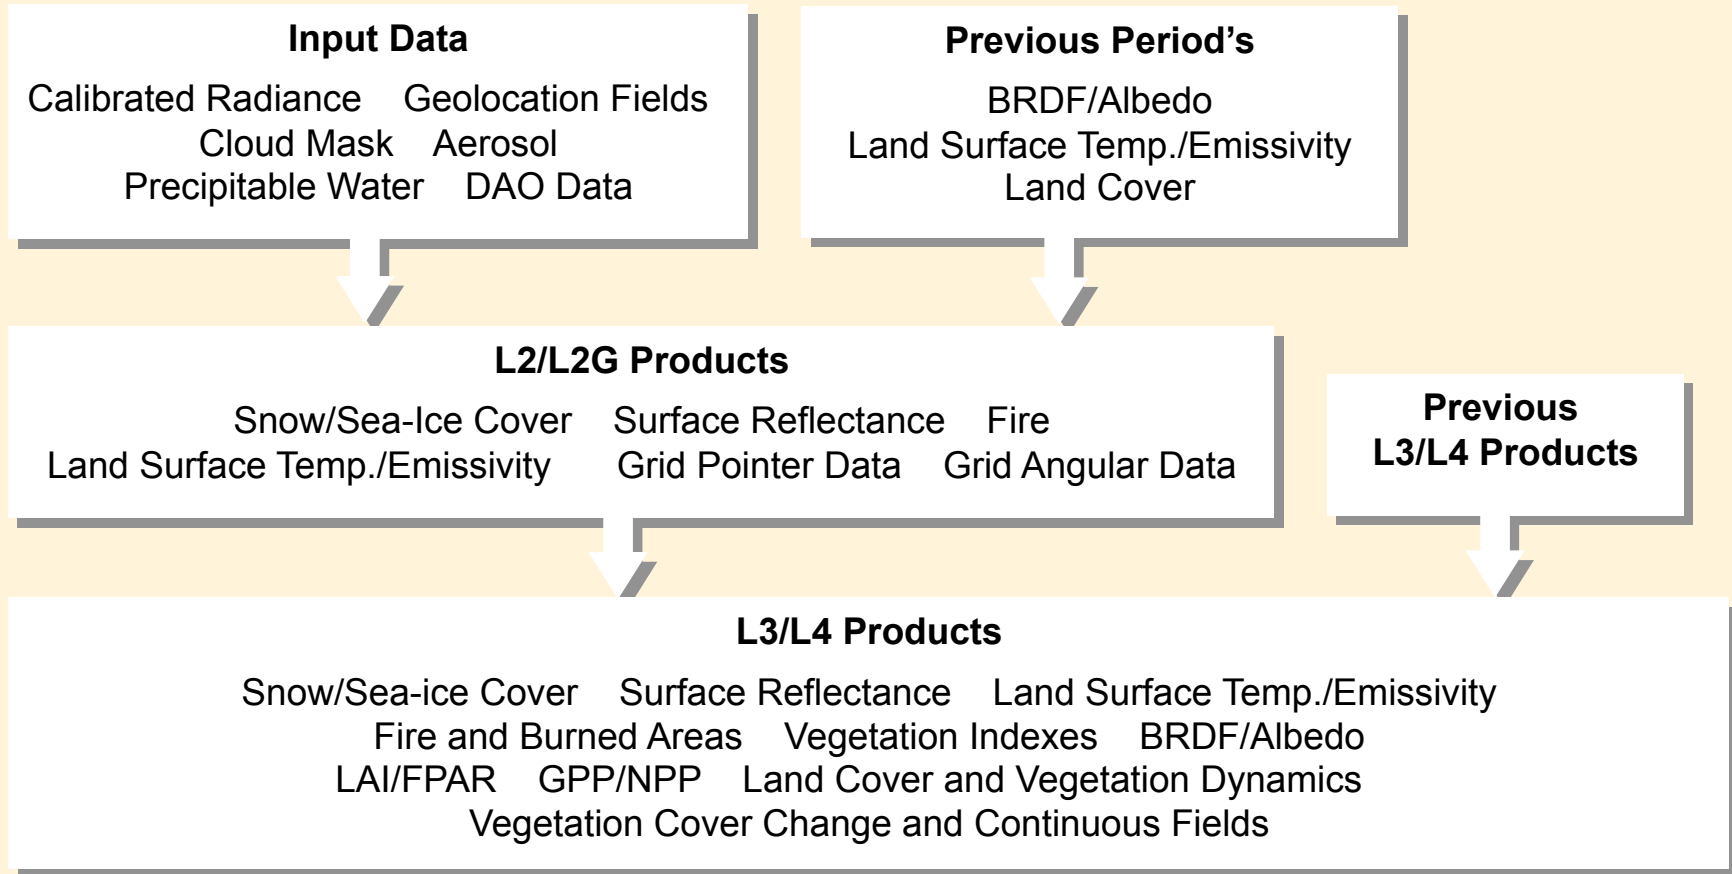 Input Data
Calibrated Radiance Geolocation Fields
Cloud Mask Aerosol
Precipitable Water DAO Data
Previous Period's
BRDF/Albedo
Land Surface Temp./Emissivity
Land Cover
L2/L2G Products
Snow/Sea-Ice Cover Surface Reflectance Fire
Land Surface Temp./Emissivity Grid Pointer Data Grid Angular Data
Previous
L3/L4 Products
L3/L4 Products
Snow/Sea-ice Cover Surface Reflectance Land Surface Temp./Emissivity
Fire and Burned Areas Vegetation Indexes BRDF/Albedo
LAI/FPAR GPP/NPP Land Cover and Vegetation Dynamics
Vegetation Cover Change and Continuous Fields